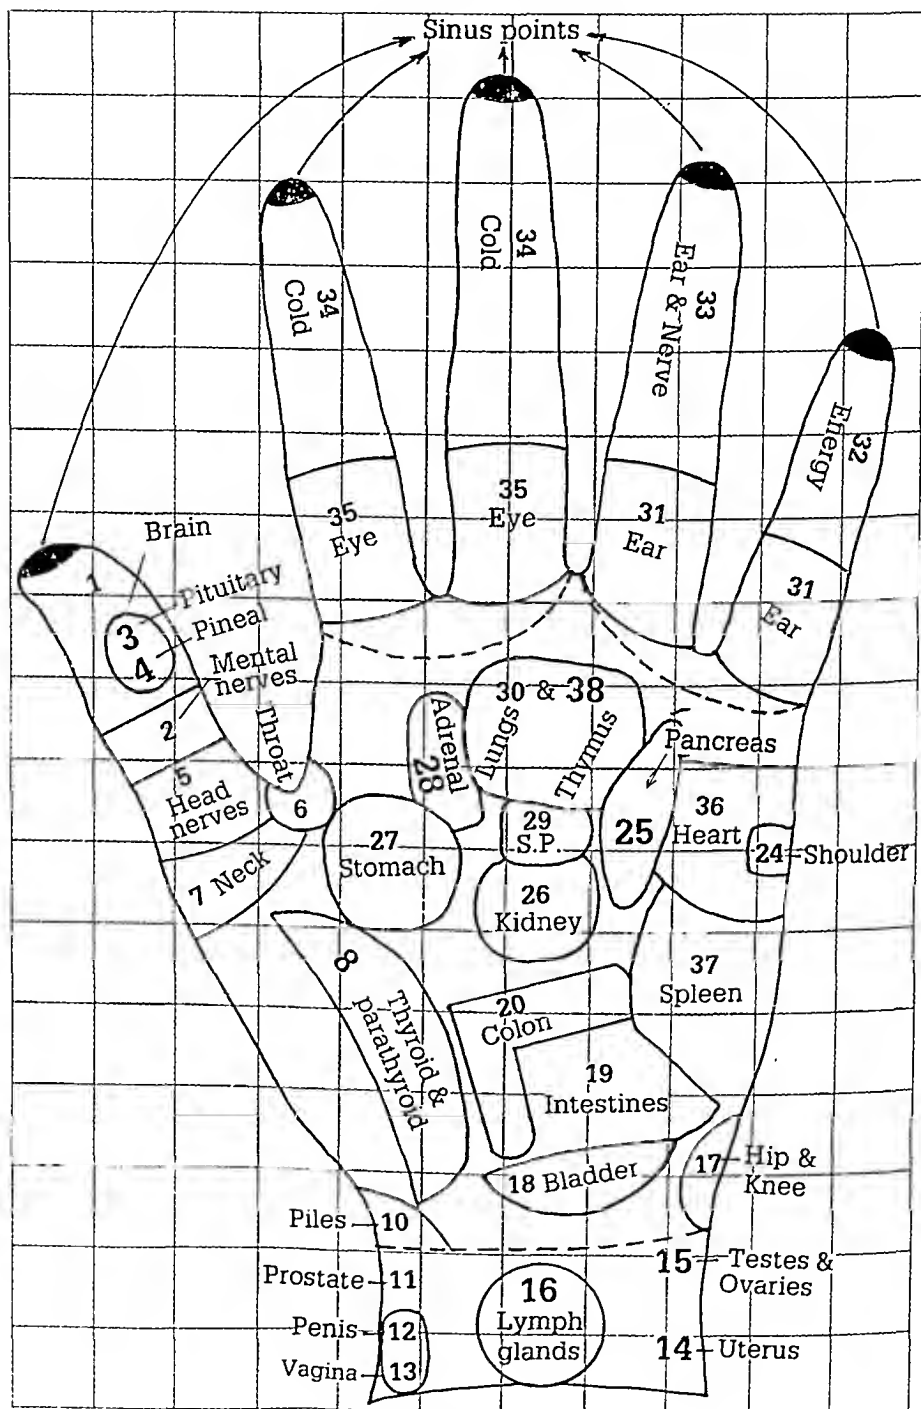 Sinus points
34
Cold
34
Cold
33
Ear & Nerve
32
Energy
35
Eye
35
Eye
31
Ear
31
Ear
Brain
1
Pituitary
3
Pineal
4
Mental
nerves
2
Throat
5
Head
nerves
6
7 Neck
Adrenal
28
30 & 38
Lungs
Thymus
Pancreas
25
36
Heart
24
Shoulder
29
S.P.
27
Stomach
26
Kidney
37
Spleen
8
Thyroid &
parathyroid
20
Colon
19
Intestines
18 Bladder
17
Hip &
Knee
Piles
10
Prostate
11
Penis
12
Vagina
13
16
Lymph
glands
15
Testes &
Ovaries
14
Uterus